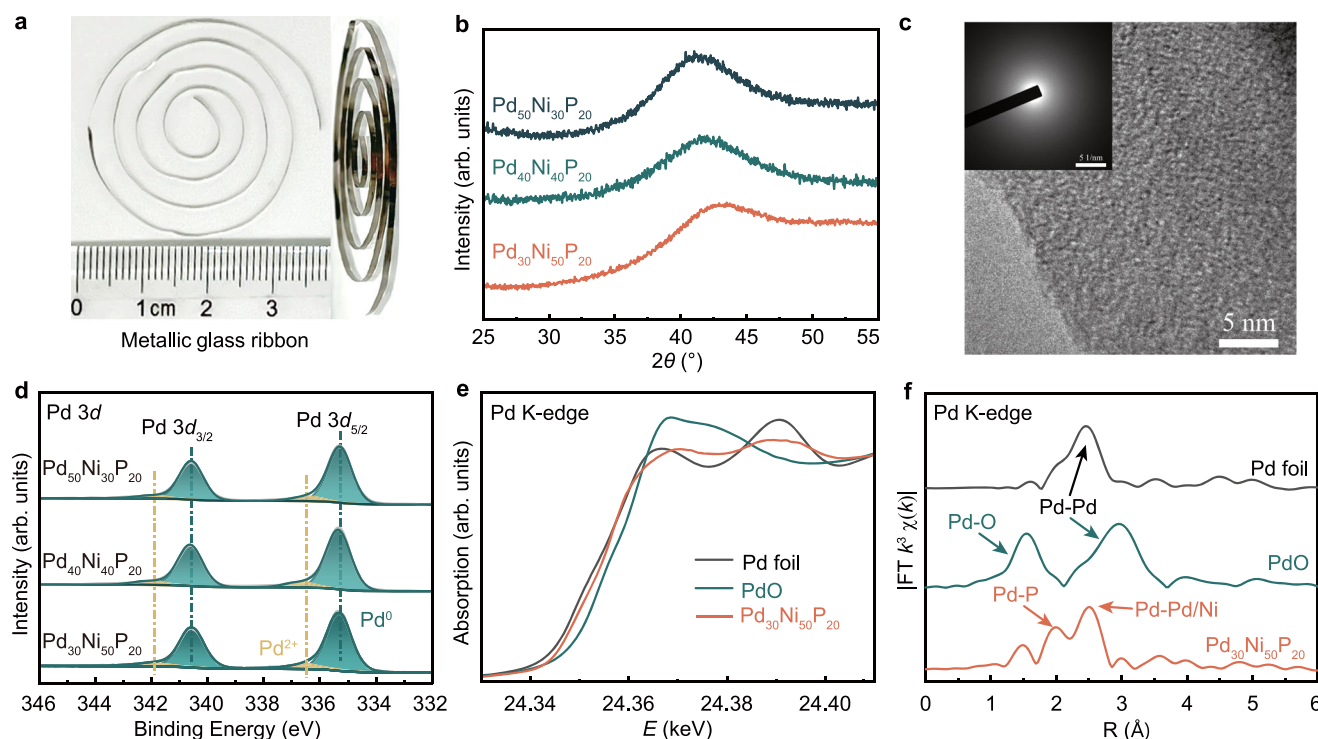 a
0 1 cm 2 3
Metallic glass ribbon
b
Intensity (arb. units)
Pd₅₀Ni₃₀P₂₀
Pd₄₀Ni₄₀P₂₀
Pd₃₀Ni₅₀P₂₀
25 30 35 40 45 50 55
2θ (°)
c
5 1/nm
5 nm
d
Pd 3d
Intensity (arb. units)
Pd 3d₃/₂ Pd 3d₅/₂
Pd₅₀Ni₃₀P₂₀
Pd₄₀Ni₄₀P₂₀
Pd₃₀Ni₅₀P₂₀
Pd²⁺ Pd⁰
346 344 342 340 338 336 334 332
Binding Energy (eV)
e
Pd K-edge
Absorption (arb. units)
Pd foil
PdO
Pd₃₀Ni₅₀P₂₀
24.34 24.36 24.38 24.40
E (keV)
f
Pd K-edge
|FT K³ χ(k)|
Pd foil
Pd-Pd
Pd-O
PdO
Pd-P
Pd-Pd/Ni
Pd₃₀Ni₅₀P₂₀
0 1 2 3 4 5 6
R (Å)